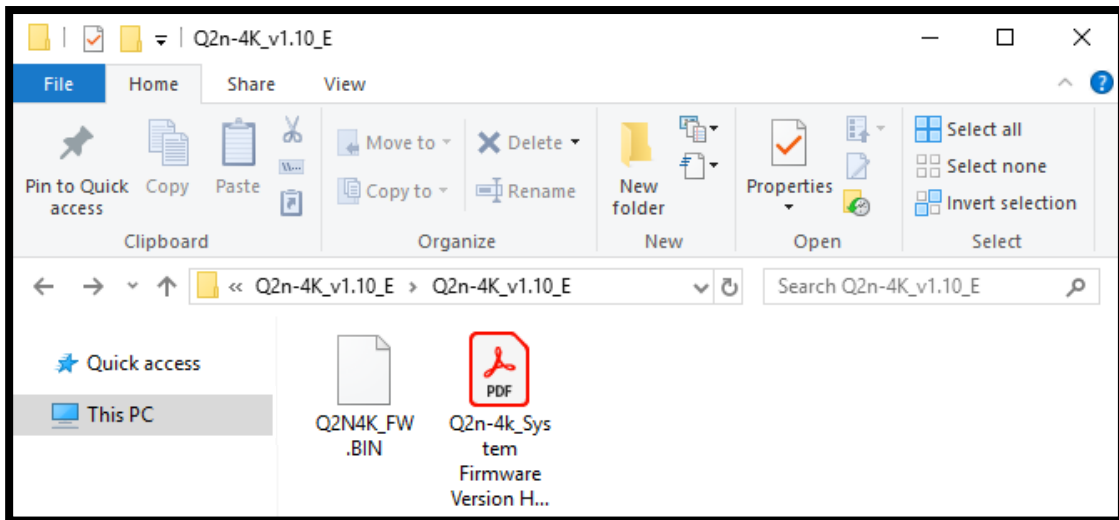 Q2n-4K_v1.10_E
File Home Share View
Pin to Quick access
Copy
Paste
Move to
Copy to
Delete
Rename
New folder
Properties
Select all
Select none
Invert selection
Clipboard Organize New Open Select
« Q2n-4K_v1.10_E > Q2n-4K_v1.10_E
Search Q2n-4K_v1.10_E
Quick access
This PC
Q2N4K_FW
.BIN
PDF
Q2n-4k_Sys
tem
Firmware
Version H...